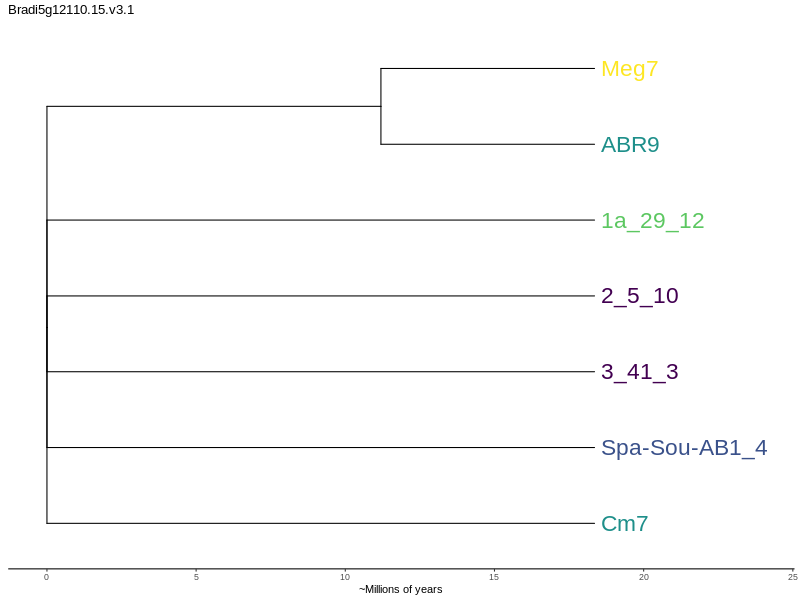 Bradi5g12110.15.v3.1
Meg7
ABR9
1a_29_12
2_5_10
3_41_3
Spa-Sou-AB1_4
Cm7
0 5 10 15 20 25
~Millions of years